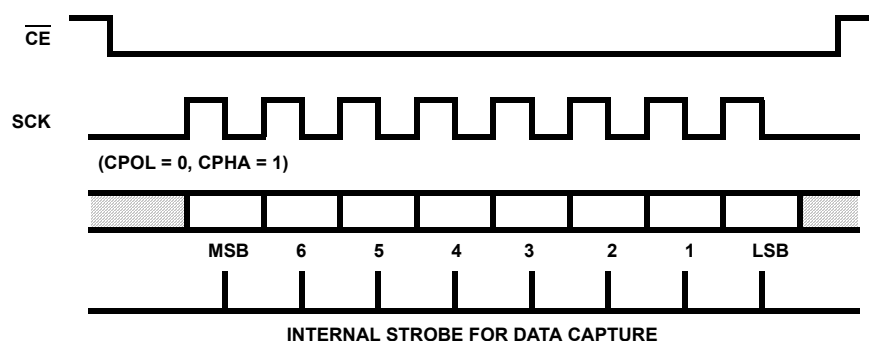 CE
SCK
(CPOL = 0, CPHA = 1)
MSB 6 5 4 3 2 1 LSB
INTERNAL STROBE FOR DATA CAPTURE